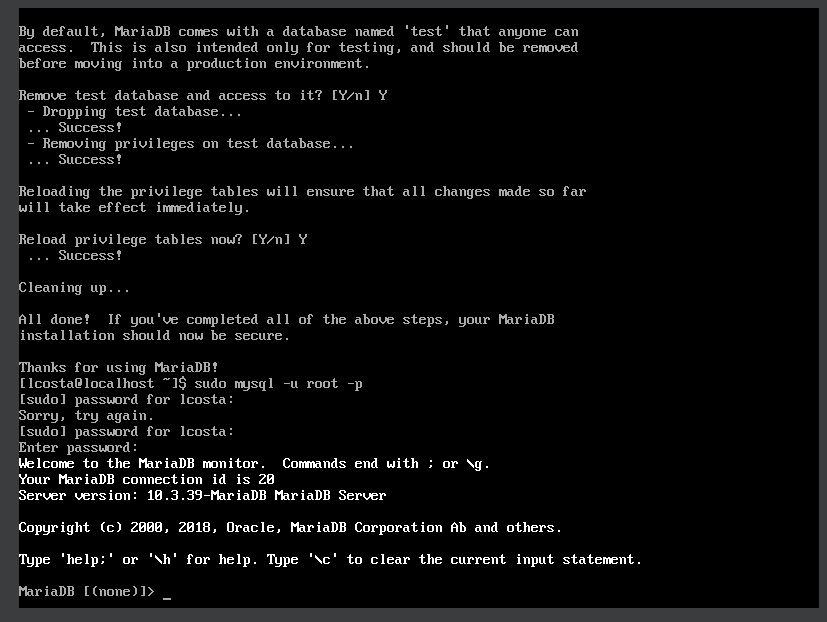 By default, MariaDB comes with a database named 'test' that anyone can
access.  This is also intended only for testing, and should be removed
before moving into a production environment.
Remove test database and access to it? [Y/n] Y
 - Dropping test database...
 ... Success!
 - Removing privileges on test database...
 ... Success!
Reloading the privilege tables will ensure that all changes made so far
will take effect immediately.
Reload privilege tables now? [Y/n] Y
 ... Success!
Cleaning up...
All done!  If you've completed all of the above steps, your MariaDB
installation should now be secure.
Thanks for using MariaDB!
[lcosta@localhost ~]$ sudo mysql -u root -p
[sudo] password for lcosta:
Sorry, try again.
[sudo] password for lcosta:
Enter password:
Welcome to the MariaDB monitor.  Commands end with ; or \g.
Your MariaDB connection id is 20
Server version: 10.3.39-MariaDB MariaDB Server
Copyright (c) 2000, 2018, Oracle, MariaDB Corporation Ab and others.
Type 'help;' or '\h' for help. Type '\c' to clear the current input statement.
MariaDB [(none)]> _